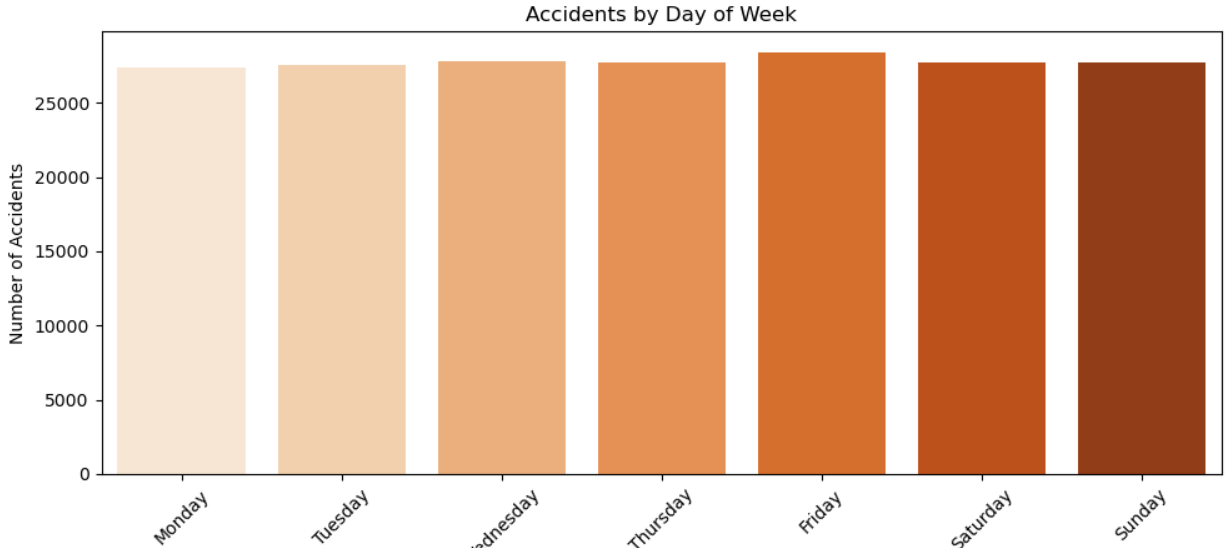 Accidents by Day of Week
Number of Accidents
25000
20000
15000
10000
5000
0
Monday
Tuesday
ednesday
Thursday
Friday
Saturday
Sunday